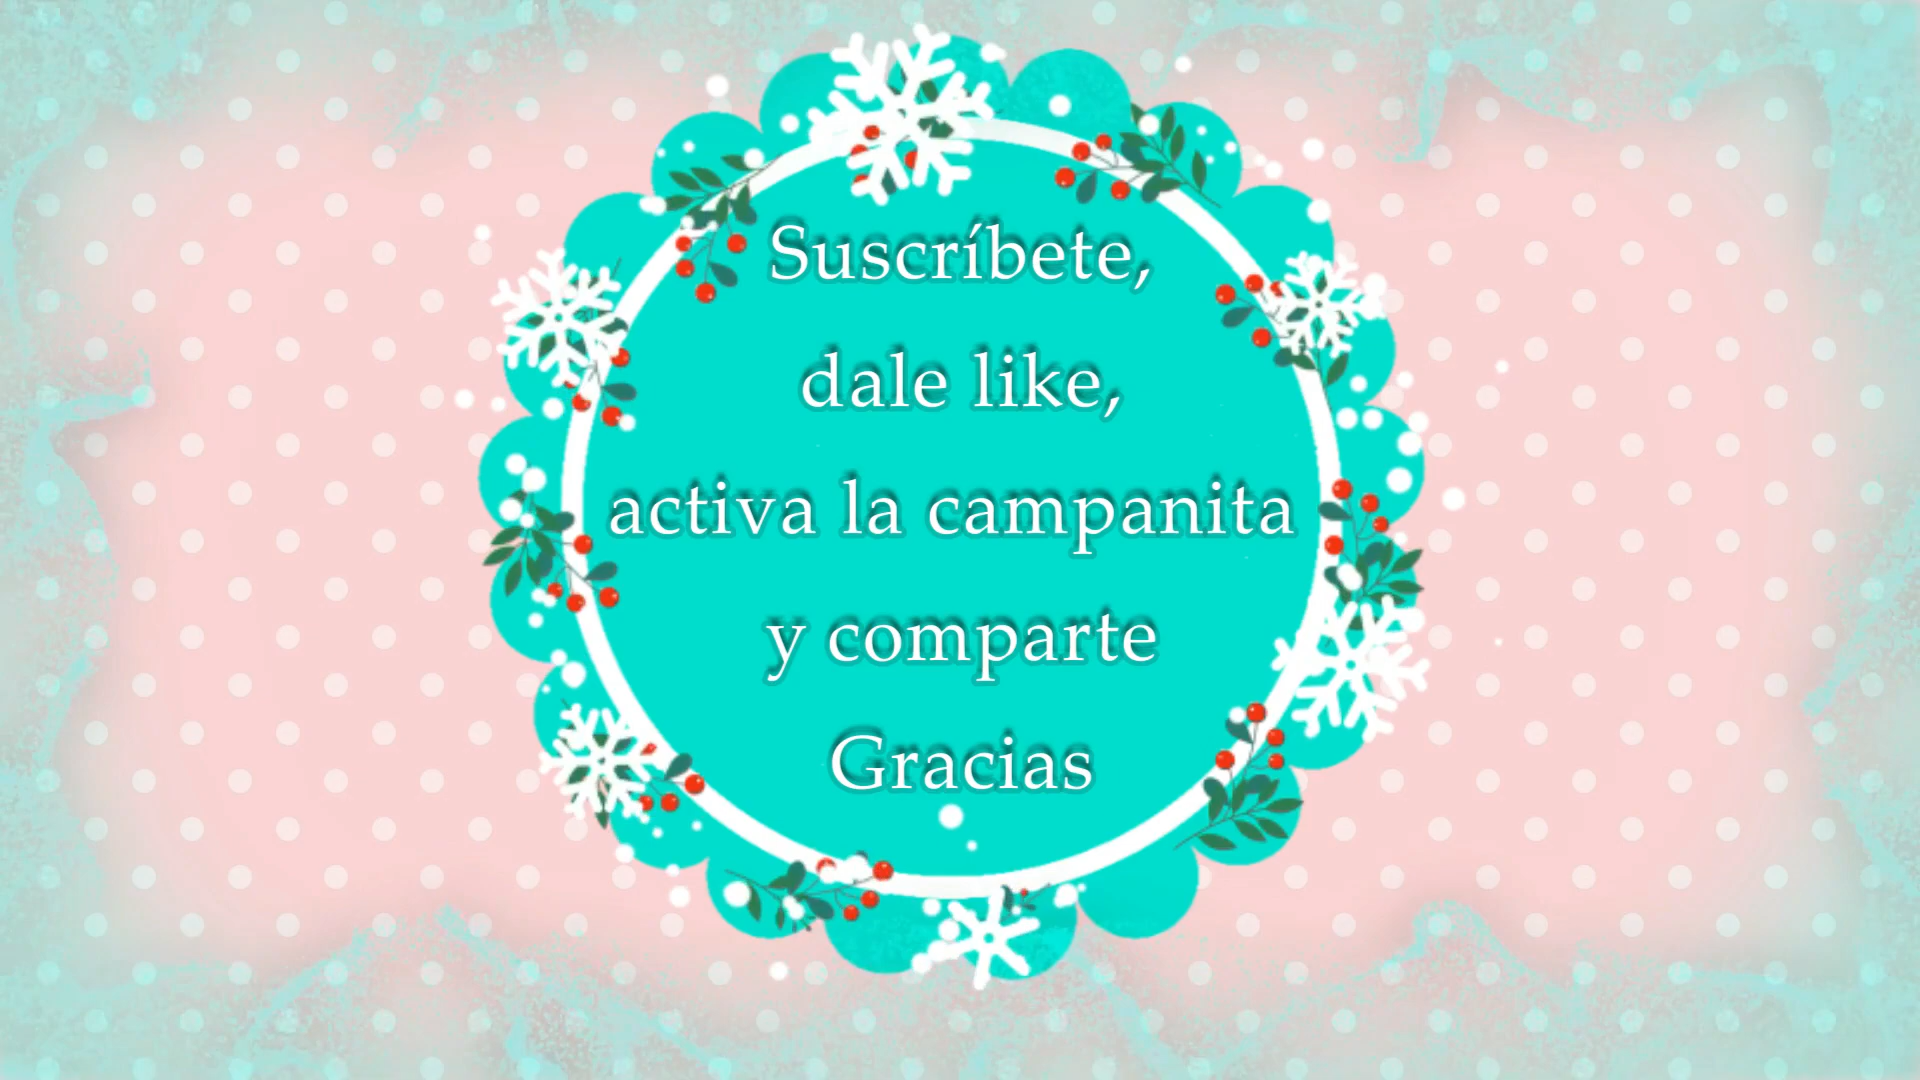 Suscríbete,
dale like,
activa la campanita
y comparte
Gracias